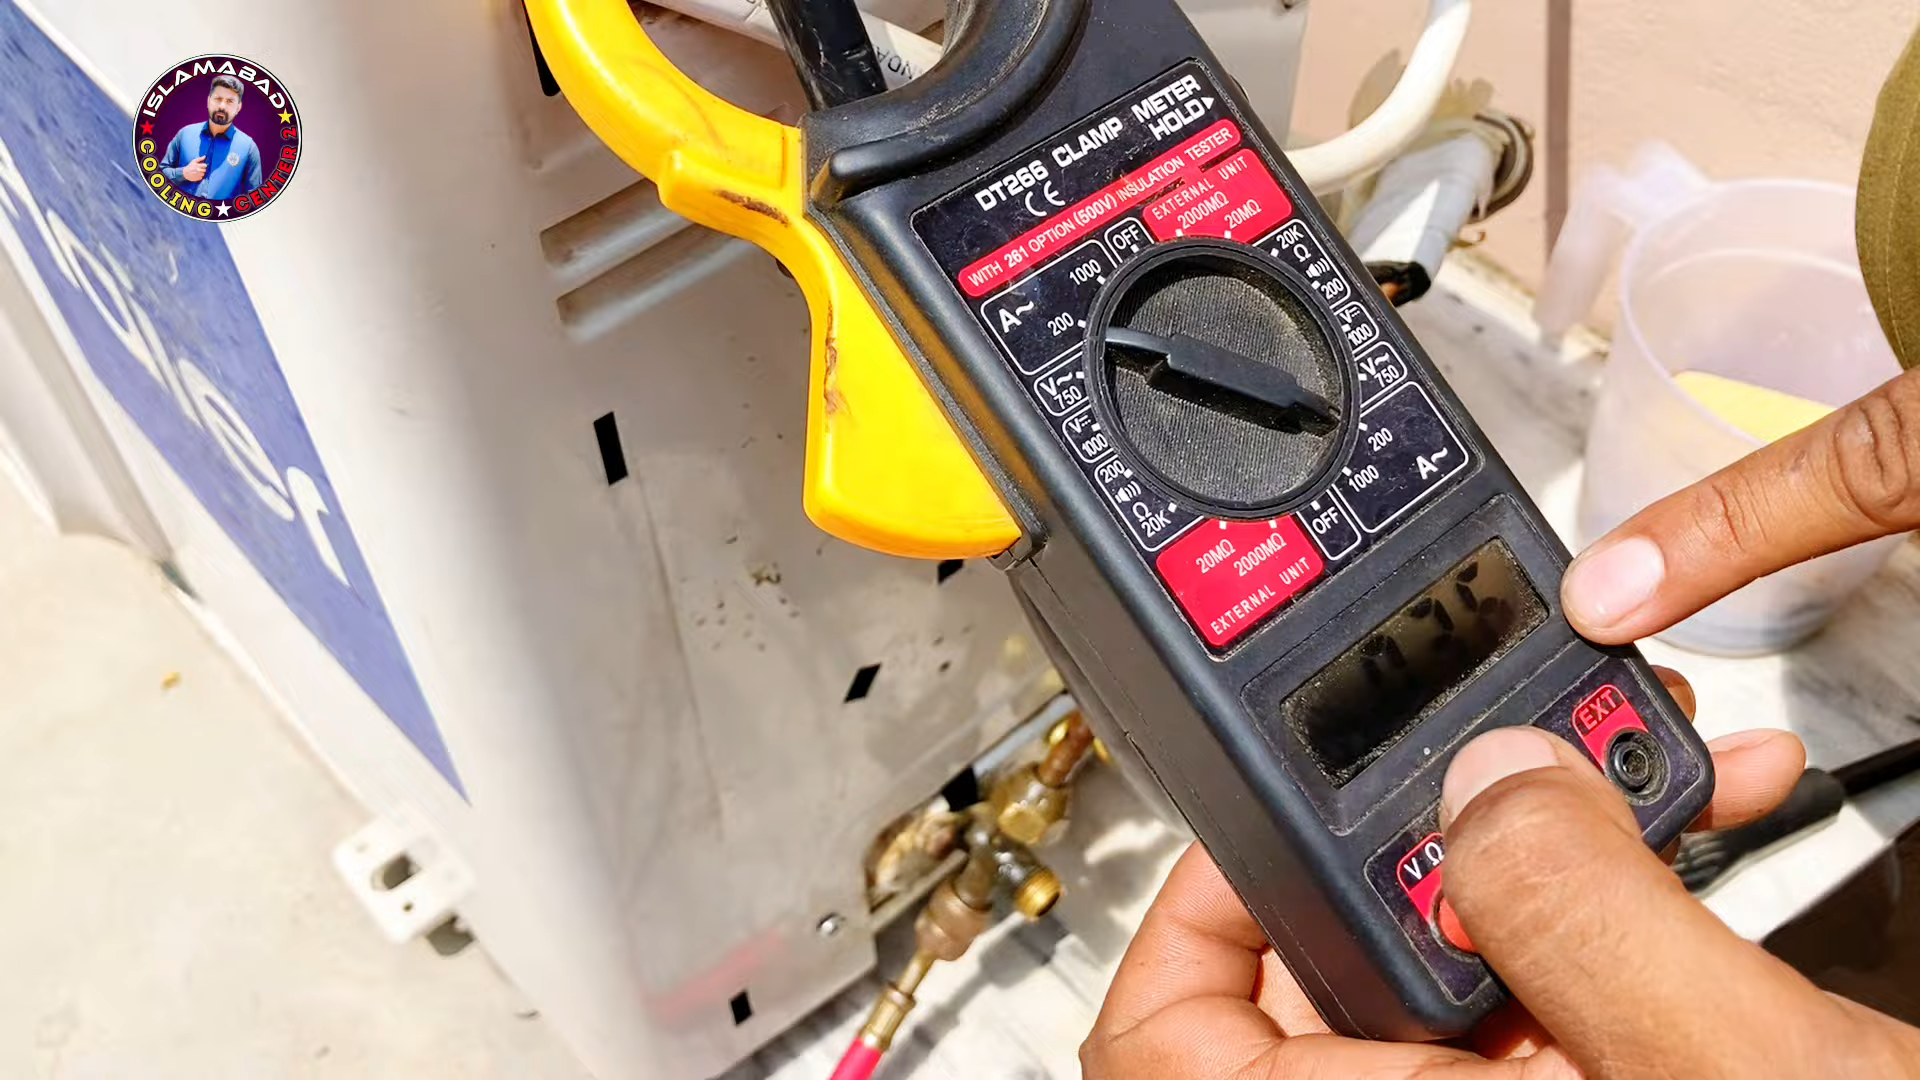 ★ ISLAMABAD ★
COOLING ★ CENTER 2
DT266 CLAMP METER
CE HOLD▶
WITH 261 OPTION (500V) INSULATION TESTER
EXTERNAL UNIT
2000MΩ 20MΩ
OFF
1000
A~
200
V~
750
V⎓
1000
200
Ω
20K
20K
Ω
200
V⎓
1000
V~
750
200
A~
1000
OFF
20MΩ 2000MΩ
EXTERNAL UNIT
EXT
V Ω